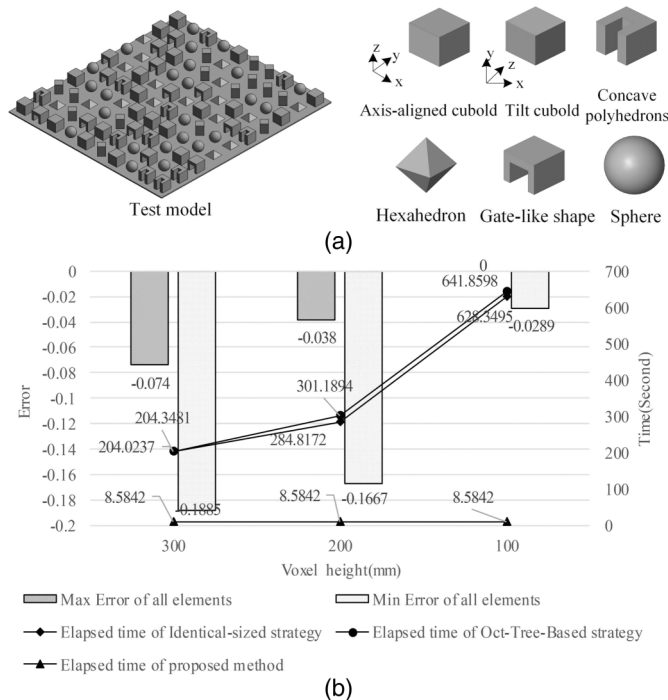 z
y
x
y
z
x
Axis-aligned cubold
Tilt cubold
Concave
polyhedrons
Test model
Hexahedron
Gate-like shape
Sphere
(a)
0
-0.02
-0.04
-0.06
-0.08
-0.1
-0.12
-0.14
-0.16
-0.18
-0.2
Error
0
700
600
500
400
300
200
100
0
Time(Second)
-0.074
-0.038
641.8598
628.3495
-0.0289
301.1894
204.3481
204.0237
284.8172
8.5842
-0.1885
8.5842
-0.1667
8.5842
300
200
100
Voxel height(mm)
Max Error of all elements
Min Error of all elements
Elapsed time of Identical-sized strategy
Elapsed time of Oct-Tree-Based strategy
Elapsed time of proposed method
(b)